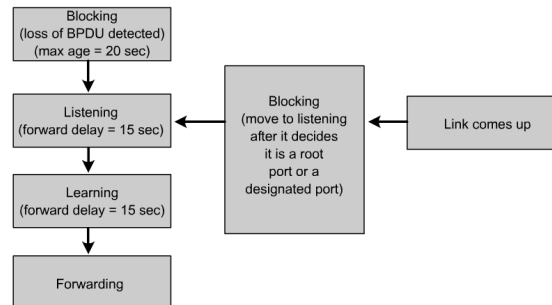 Blocking
(loss of BPDU detected)
(max age = 20 sec)
Listening
(forward delay = 15 sec)
Learning
(forward delay = 15 sec)
Forwarding
Blocking
(move to listening
after it decides
it is a root
port or a
designated port)
Link comes up